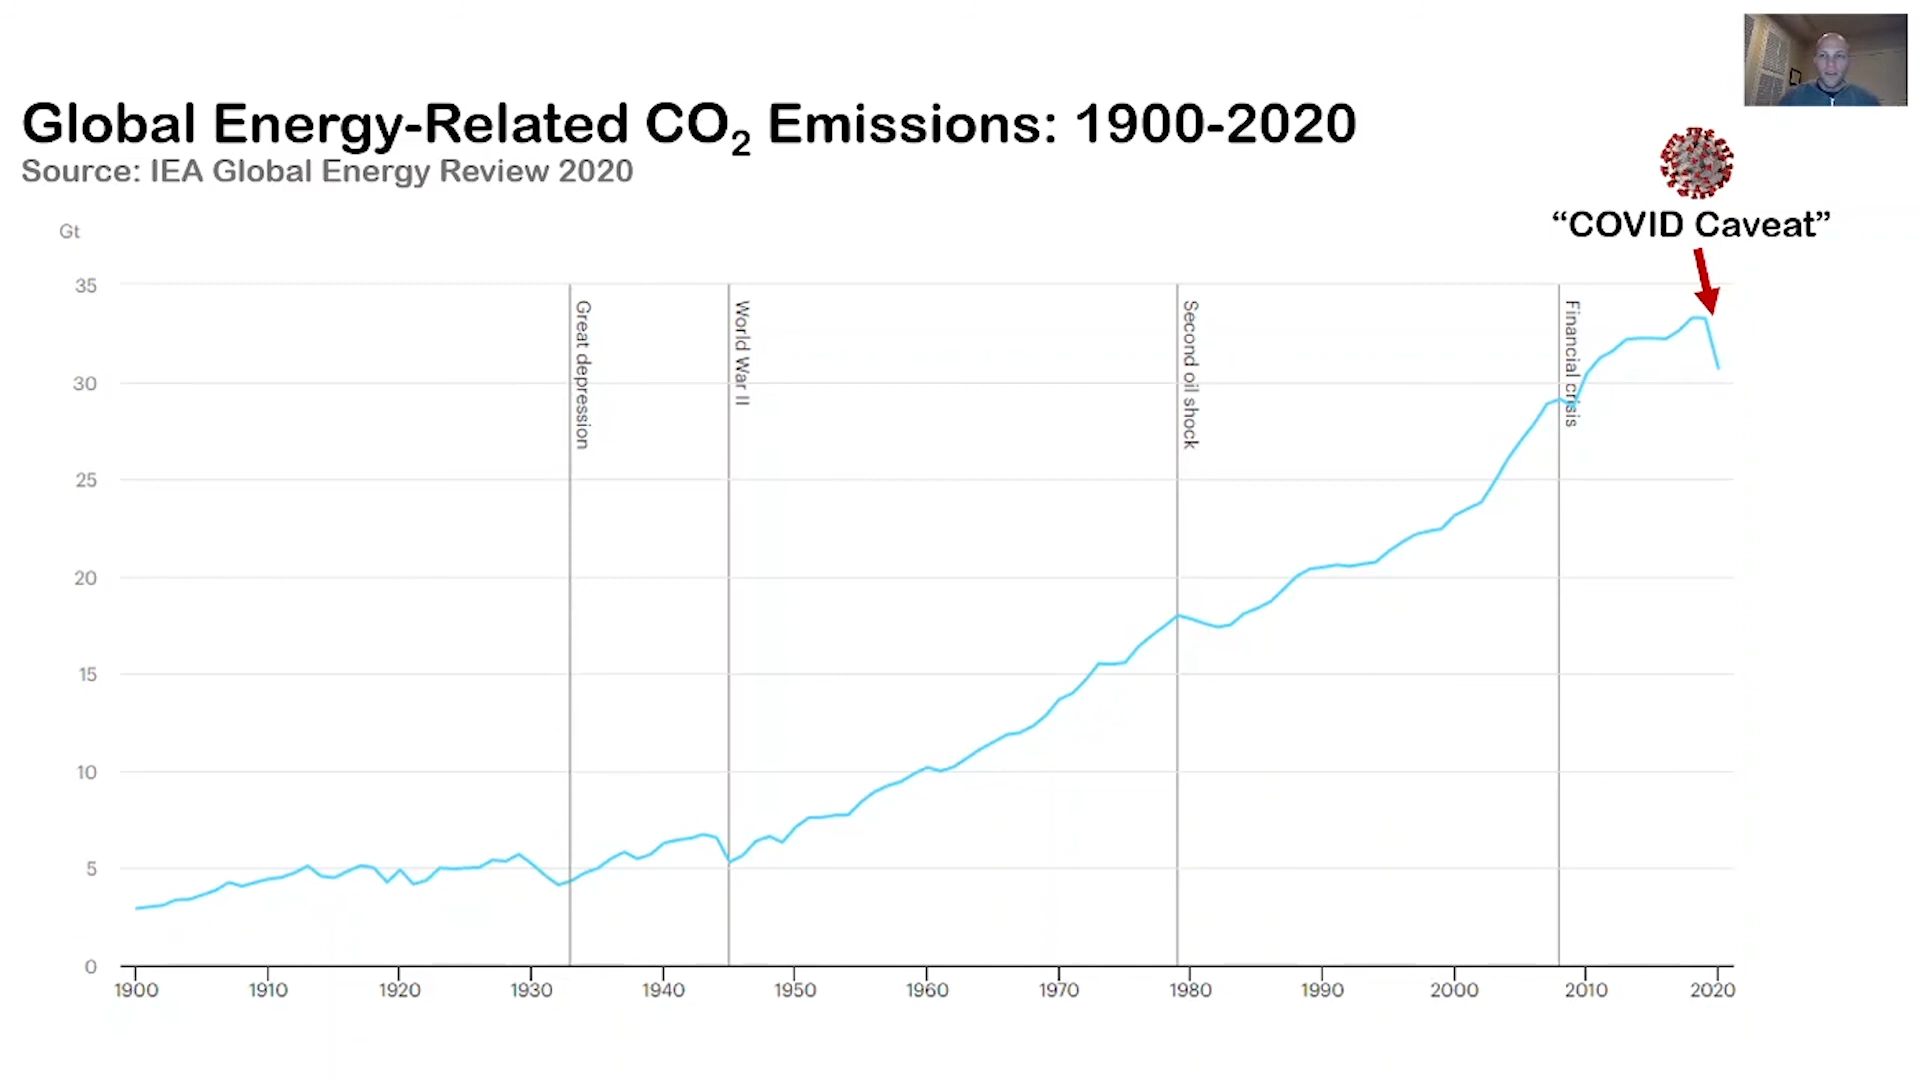 Global Energy-Related CO₂ Emissions: 1900-2020
Source: IEA Global Energy Review 2020
“COVID Caveat”
Gt
35
30
25
20
15
10
5
0
Great depression
World War II
Second oil shock
Financial crisis
1900 1910 1920 1930 1940 1950 1960 1970 1980 1990 2000 2010 2020